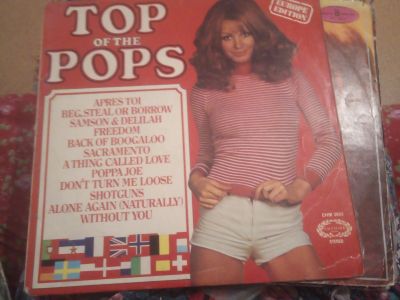 TOP
OF THE
POPS
EUROPE
EDITION
APRES TOI
BEG, STEAL OR BORROW
SAMSON & DELILAH
FREEDOM
BACK OF BOOGALOO
SACRAMENTO
A THING CALLED LOVE
POPPA JOE
DON'T TURN ME LOOSE
SHOTGUNS
ALONE AGAIN (NATURALLY)
WITHOUT YOU
STEREO